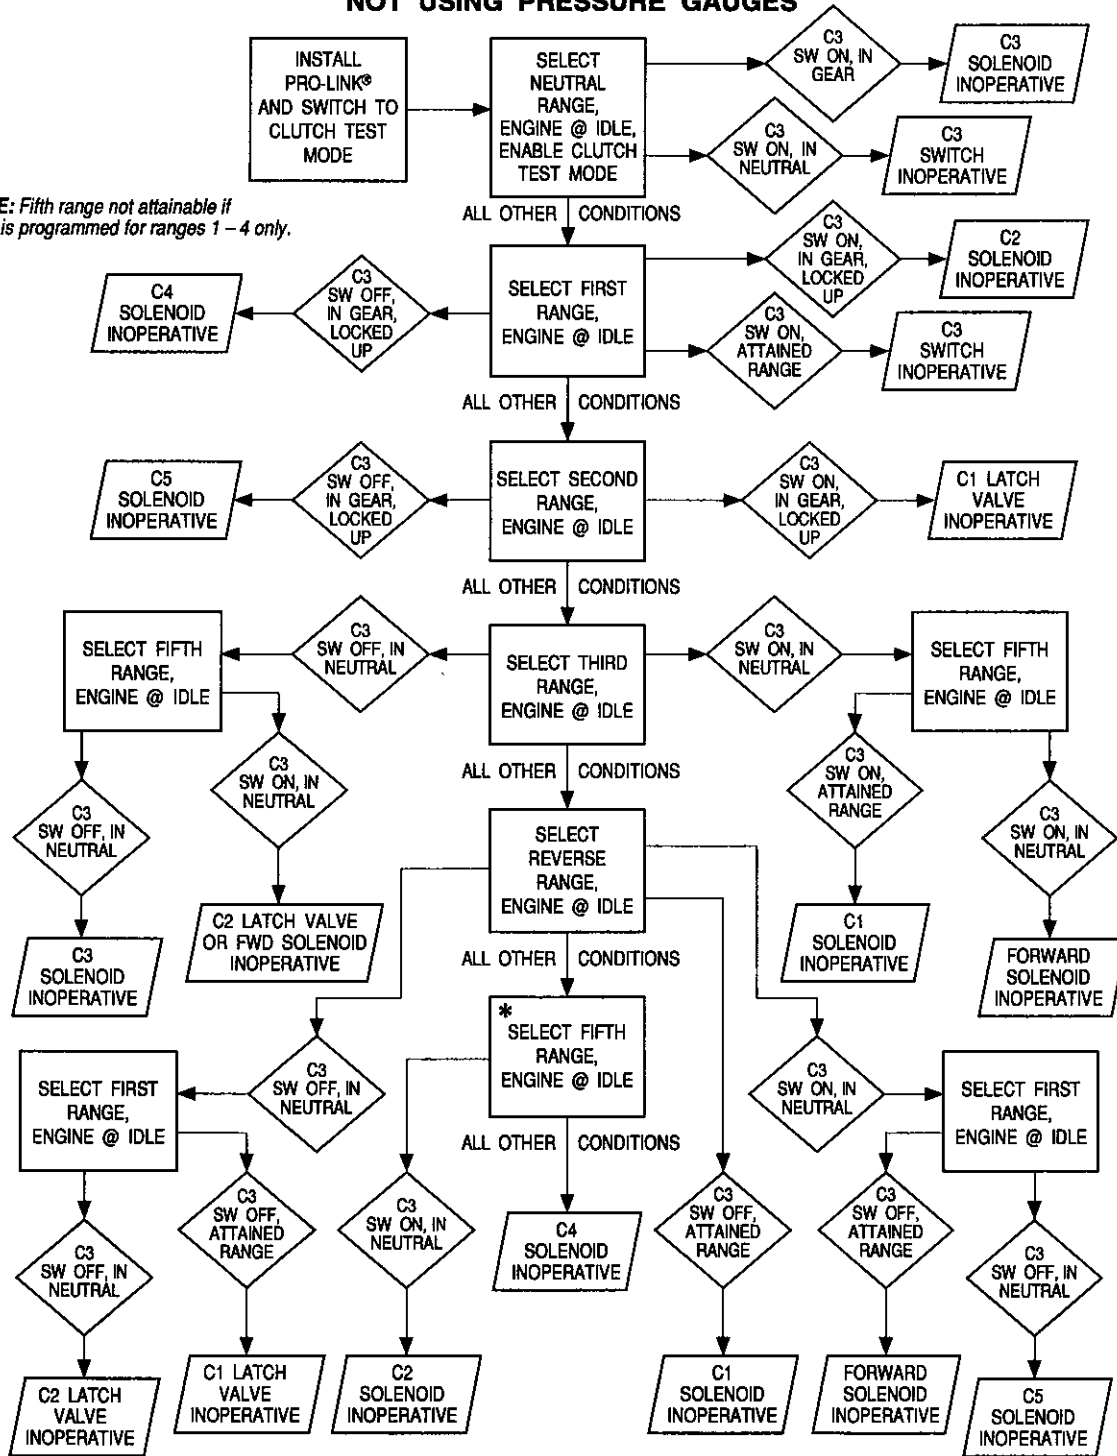 NOT USING PRESSURE GAUGES
INSTALL
PRO-LINK®
AND SWITCH TO
CLUTCH TEST
MODE
SELECT
NEUTRAL
RANGE,
ENGINE @ IDLE,
ENABLE CLUTCH
TEST MODE
C3
SW ON, IN
GEAR
C3
SOLENOID
INOPERATIVE
C3
SW ON, IN
NEUTRAL
C3
SWITCH
INOPERATIVE
E: Fifth range not attainable if
is programmed for ranges 1 – 4 only.
ALL OTHER CONDITIONS
C4
SOLENOID
INOPERATIVE
C3
SW OFF,
IN GEAR,
LOCKED
UP
SELECT FIRST
RANGE,
ENGINE @ IDLE
C3
SW ON,
IN GEAR,
LOCKED
UP
C2
SOLENOID
INOPERATIVE
C3
SW ON,
ATTAINED
RANGE
C3
SWITCH
INOPERATIVE
ALL OTHER CONDITIONS
C5
SOLENOID
INOPERATIVE
C3
SW OFF,
IN GEAR,
LOCKED
UP
SELECT SECOND
RANGE,
ENGINE @ IDLE
C3
SW ON,
IN GEAR,
LOCKED
UP
C1 LATCH
VALVE
INOPERATIVE
ALL OTHER CONDITIONS
SELECT FIFTH
RANGE,
ENGINE @ IDLE
C3
SW OFF, IN
NEUTRAL
SELECT THIRD
RANGE,
ENGINE @ IDLE
C3
SW ON, IN
NEUTRAL
SELECT FIFTH
RANGE,
ENGINE @ IDLE
C3
SW OFF, IN
NEUTRAL
C3
SW ON, IN
NEUTRAL
ALL OTHER CONDITIONS
C3
SW ON,
ATTAINED
RANGE
C3
SW ON, IN
NEUTRAL
C3
SOLENOID
INOPERATIVE
C2 LATCH VALVE
OR FWD SOLENOID
INOPERATIVE
SELECT
REVERSE
RANGE,
ENGINE @ IDLE
C1
SOLENOID
INOPERATIVE
FORWARD
SOLENOID
INOPERATIVE
ALL OTHER CONDITIONS
SELECT FIRST
RANGE,
ENGINE @ IDLE
C3
SW OFF, IN
NEUTRAL
*
SELECT FIFTH
RANGE,
ENGINE @ IDLE
C3
SW ON, IN
NEUTRAL
SELECT FIRST
RANGE,
ENGINE @ IDLE
ALL OTHER CONDITIONS
C3
SW OFF, IN
NEUTRAL
C3
SW OFF,
ATTAINED
RANGE
C3
SW ON, IN
NEUTRAL
C4
SOLENOID
INOPERATIVE
C3
SW OFF,
ATTAINED
RANGE
C3
SW OFF,
ATTAINED
RANGE
C3
SW OFF, IN
NEUTRAL
C2 LATCH
VALVE
INOPERATIVE
C1 LATCH
VALVE
INOPERATIVE
C2
SOLENOID
INOPERATIVE
C1
SOLENOID
INOPERATIVE
FORWARD
SOLENOID
INOPERATIVE
C5
SOLENOID
INOPERATIVE